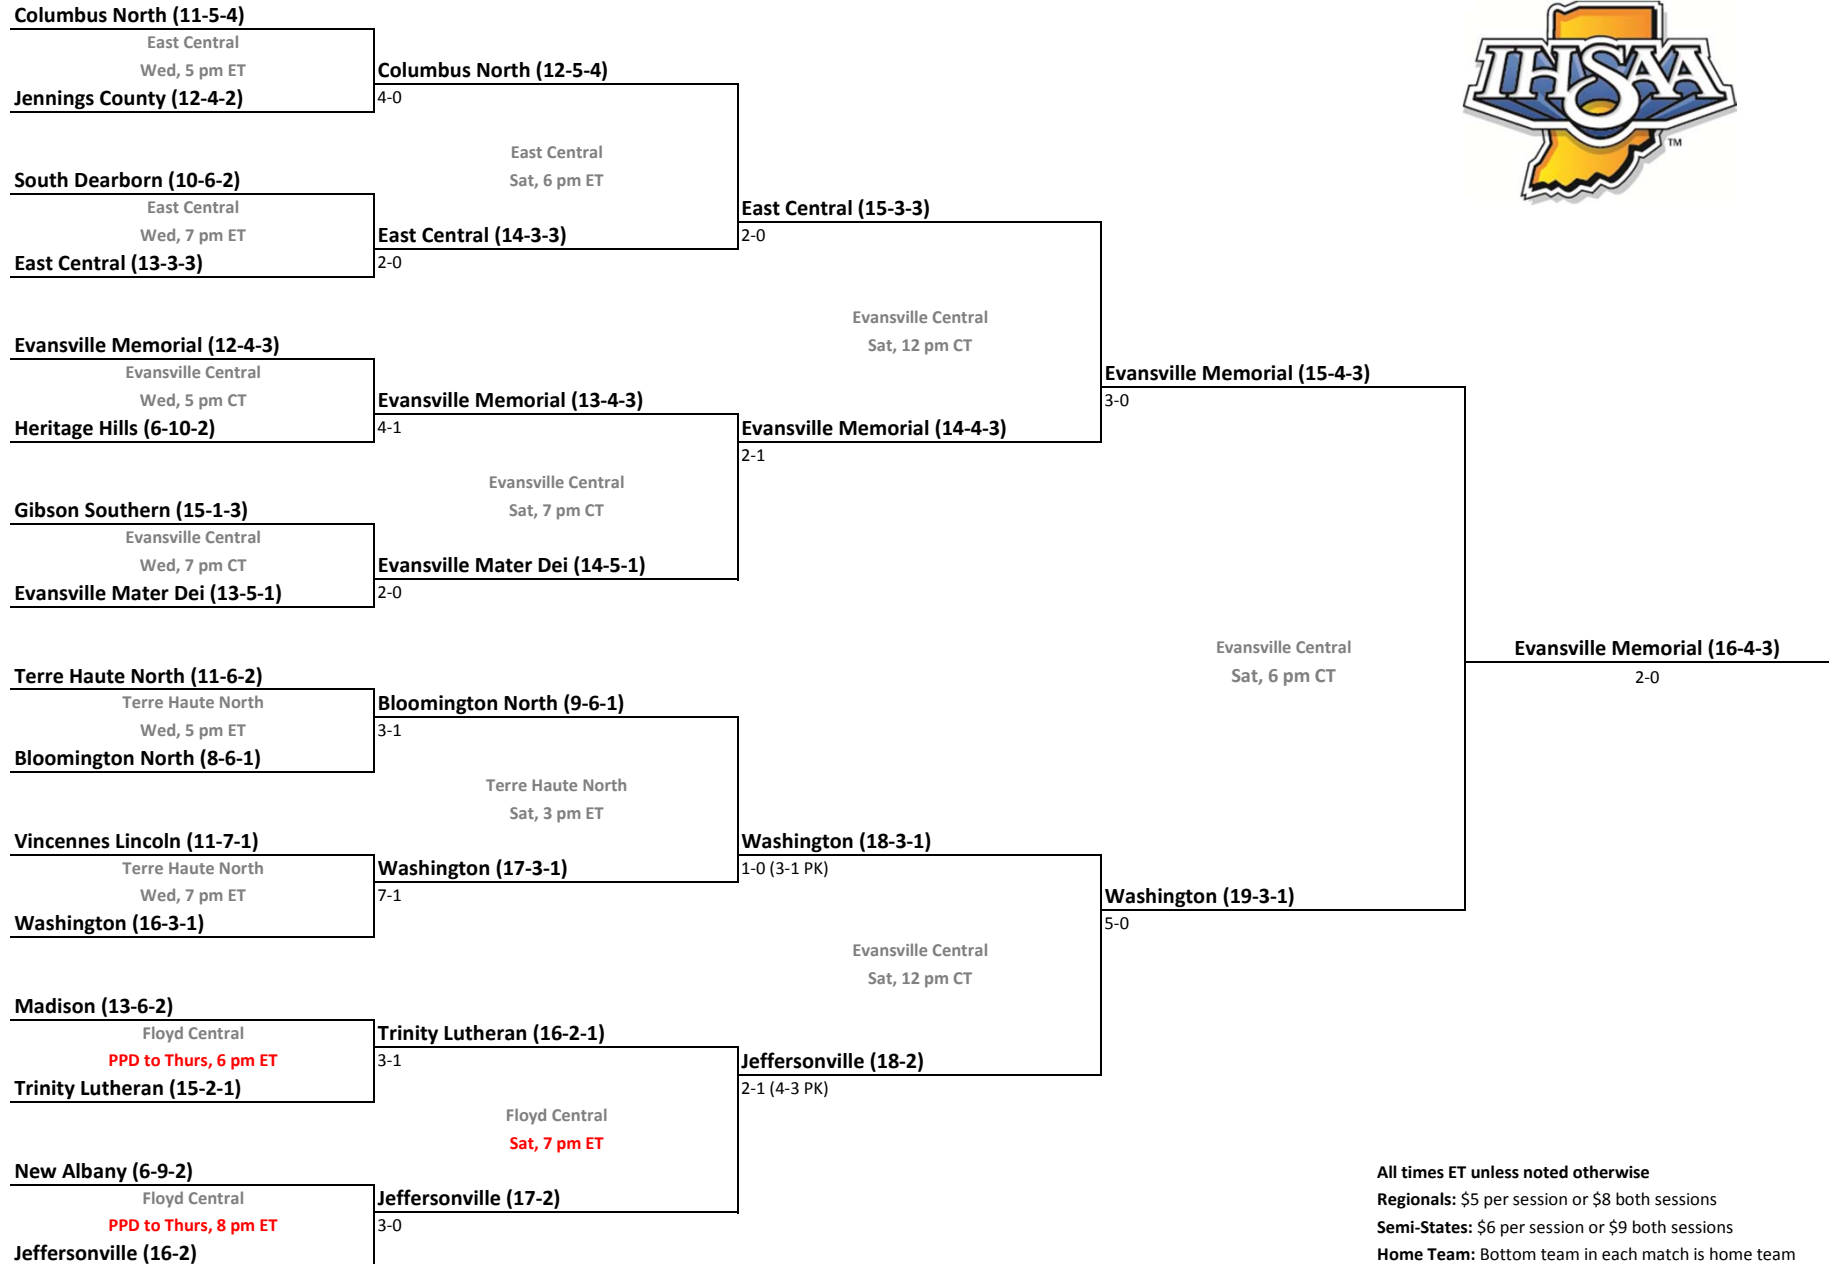 Columbus North (11-5-4)
East Central
Wed, 5 pm ET
Jennings County (12-4-2)
South Dearborn (10-6-2)
East Central
Wed, 7 pm ET
East Central (13-3-3)
Evansville Memorial (12-4-3)
Evansville Central
Wed, 5 pm CT
Heritage Hills (6-10-2)
Gibson Southern (15-1-3)
Evansville Central
Wed, 7 pm CT
Evansville Mater Dei (13-5-1)
Terre Haute North (11-6-2)
Terre Haute North
Wed, 5 pm ET
Bloomington North (8-6-1)
Vincennes Lincoln (11-7-1)
Terre Haute North
Wed, 7 pm ET
Washington (16-3-1)
Madison (13-6-2)
Floyd Central
PPD to Thurs, 6 pm ET
Trinity Lutheran (15-2-1)
New Albany (6-9-2)
Floyd Central
PPD to Thurs, 8 pm ET
Jeffersonville (16-2)
Columbus North (12-5-4)
4-0
East Central
Sat, 6 pm ET
East Central (14-3-3)
2-0
Evansville Memorial (13-4-3)
4-1
Evansville Central
Sat, 7 pm CT
Evansville Mater Dei (14-5-1)
2-0
Bloomington North (9-6-1)
3-1
Terre Haute North
Sat, 3 pm ET
Washington (17-3-1)
7-1
Trinity Lutheran (16-2-1)
3-1
Floyd Central
Sat, 7 pm ET
Jeffersonville (17-2)
3-0
East Central (15-3-3)
2-0
Evansville Central
Sat, 12 pm CT
Evansville Memorial (14-4-3)
2-1
Washington (18-3-1)
1-0 (3-1 PK)
Evansville Central
Sat, 12 pm CT
Jeffersonville (18-2)
2-1 (4-3 PK)
Evansville Memorial (15-4-3)
3-0
Evansville Central
Sat, 6 pm CT
Washington (19-3-1)
5-0
Evansville Memorial (16-4-3)
2-0
IHSAA
TM
All times ET unless noted otherwise
Regionals: $5 per session or $8 both sessions
Semi-States: $6 per session or $9 both sessions
Home Team: Bottom team in each match is home team